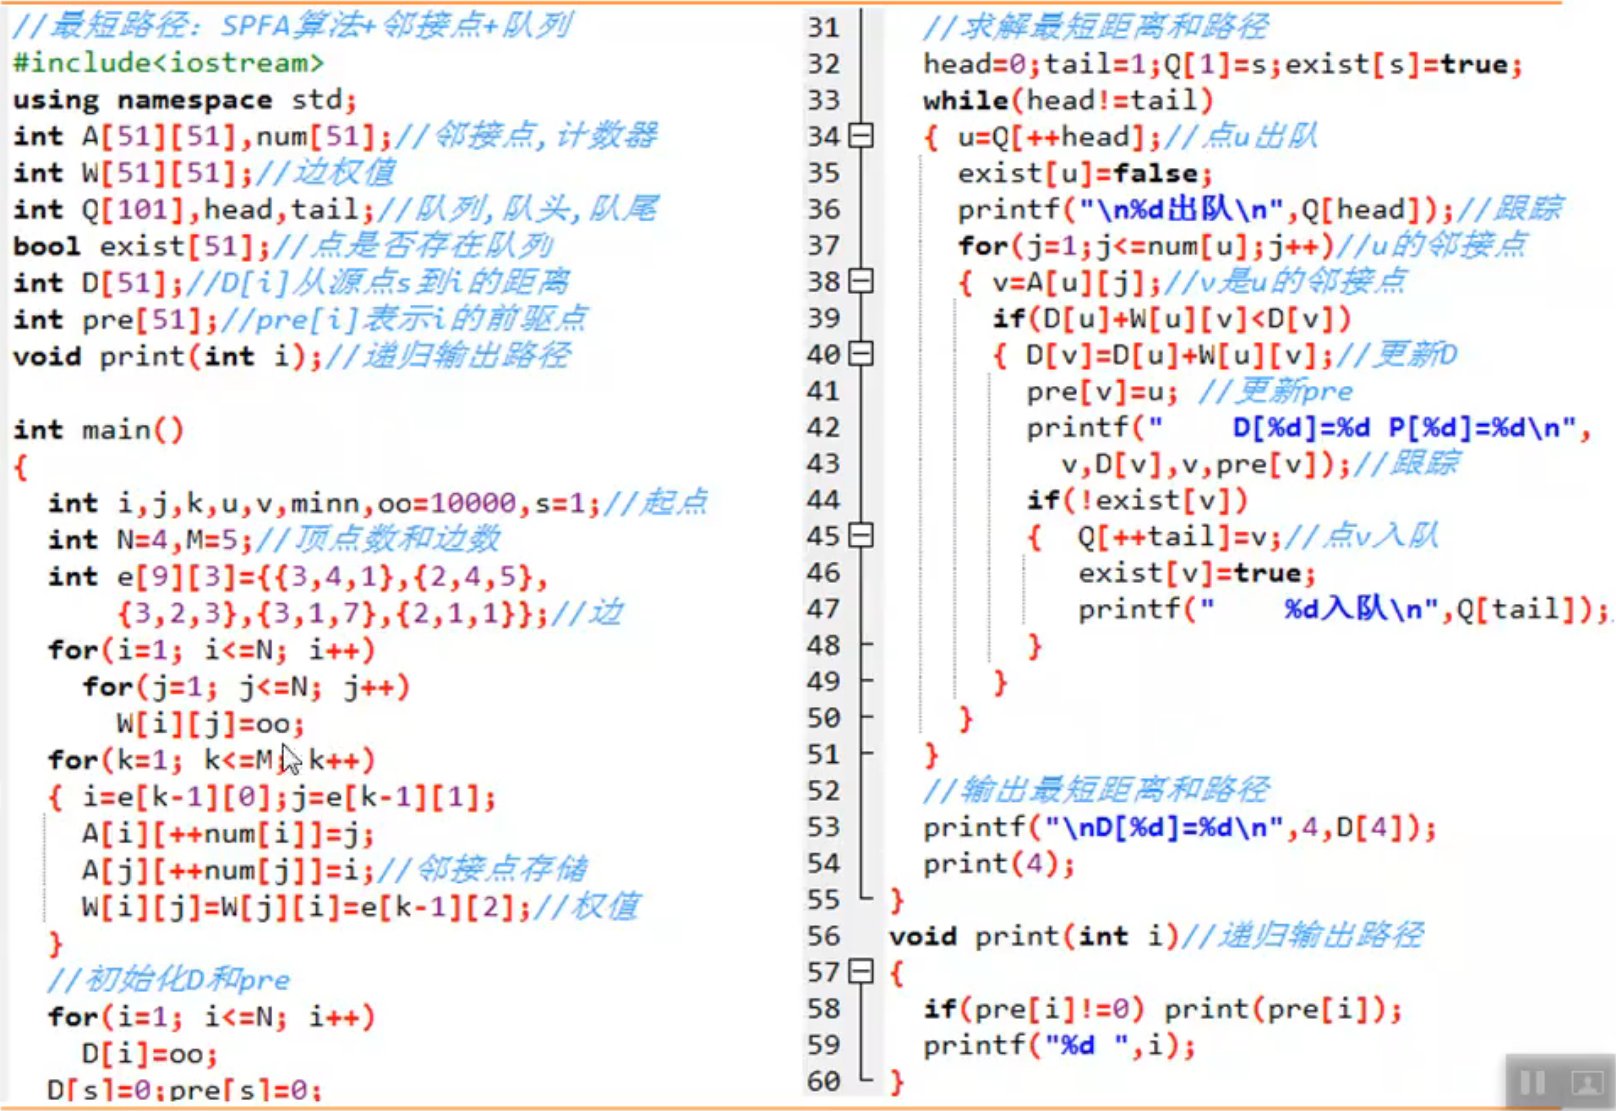 //最短路径：SPFA算法+邻接点+队列
#include<iostream>
using namespace std;
int A[51][51],num[51];//邻接点,计数器
int W[51][51];//边权值
int Q[101],head,tail;//队列,队头,队尾
bool exist[51];//点是否存在队列
int D[51];//D[i]从源点s到i的距离
int pre[51];//pre[i]表示i的前驱点
void print(int i);//递归输出路径
int main()
{
int i,j,k,u,v,minn,oo=10000,s=1;//起点
int N=4,M=5;//顶点数和边数
int e[9][3]={{3,4,1},{2,4,5},
{3,2,3},{3,1,7},{2,1,1}};//边
for(i=1; i<=N; i++)
for(j=1; j<=N; j++)
W[i][j]=oo;
for(k=1; k<=M; k++)
{ i=e[k-1][0];j=e[k-1][1];
A[i][++num[i]]=j;
A[j][++num[j]]=i;//邻接点存储
W[i][j]=W[j][i]=e[k-1][2];//权值
}
//初始化D和pre
for(i=1; i<=N; i++)
D[i]=oo;
D[s]=0;pre[s]=0;
31 //求解最短距离和路径
32 head=0;tail=1;Q[1]=s;exist[s]=true;
33 while(head!=tail)
34 { u=Q[++head];//点u出队
35 exist[u]=false;
36 printf("\n%d出队\n",Q[head]);//跟踪
37 for(j=1;j<=num[u];j++)//u的邻接点
38 { v=A[u][j];//v是u的邻接点
39 if(D[u]+W[u][v]<D[v])
40 { D[v]=D[u]+W[u][v];//更新D
41 pre[v]=u; //更新pre
42 printf("    D[%d]=%d P[%d]=%d\n",
43 v,D[v],v,pre[v]);//跟踪
44 if(!exist[v])
45 { Q[++tail]=v;//点v入队
46 exist[v]=true;
47 printf("    %d入队\n",Q[tail]);
48 }
49 }
50 }
51 }
52 //输出最短距离和路径
53 printf("\nD[%d]=%d\n",4,D[4]);
54 print(4);
55 }
56 void print(int i)//递归输出路径
57 {
58 if(pre[i]!=0) print(pre[i]);
59 printf("%d ",i);
60 }